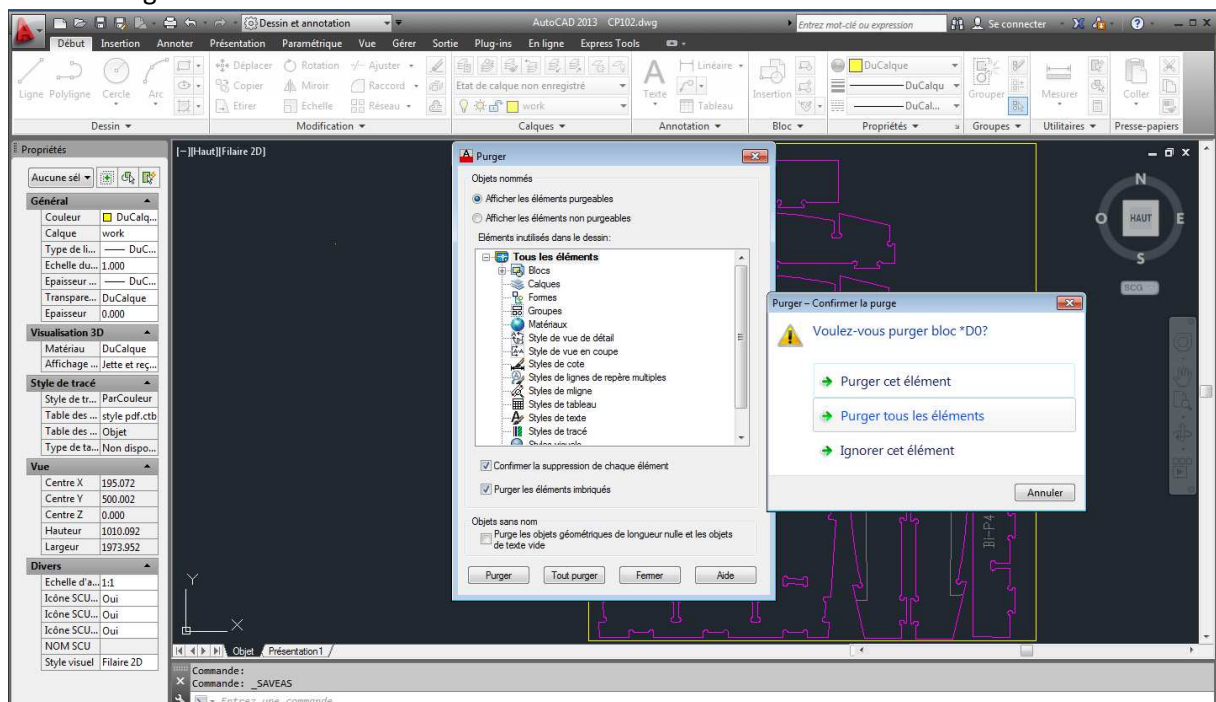 Dessin et annotation
AutoCAD 2013 CP102.dwg
Entrez mot-clé ou expression
Se connecter
Début Insertion Annoter Présentation Paramétrique Vue Gérer Sortie Plug-ins En ligne Express Tools
Ligne Polyligne Cercle Arc
Déplacer Rotation Ajuster
Copier Miroir Raccord
Etirer Echelle Réseau
Etat de calque non enregistré
work
Texte
Linéaire
Tableau
Insertion
DuCalque
DuCalqu
DuCal...
Grouper
Mesurer
Coller
Dessin Modification Calques Annotation Bloc Propriétés Groupes Utilitaires Presse-papiers
Propriétés
Aucune sél
Général
Couleur DuCalq...
Calque work
Type de li... DuC...
Echelle du... 1.000
Epaisseur ... DuC...
Transpare... DuCalque
Epaisseur 0.000
Visualisation 3D
Matériau DuCalque
Affichage ... Jette et reç...
Style de tracé
Style de tr... ParCouleur
Table des ... style pdf.ctb
Table des ... Objet
Type de ta... Non dispo...
Vue
Centre X 195.072
Centre Y 500.002
Centre Z 0.000
Hauteur 1010.092
Largeur 1973.952
Divers
Echelle d'a... 1:1
Icône SCU... Oui
Icône SCU... Oui
Icône SCU... Oui
NOM SCU
Style visuel Filaire 2D
[−][Haut][Filaire 2D]
Purger
Objets nommés
Afficher les éléments purgeables
Afficher les éléments non purgeables
Eléments inutilisés dans le dessin:
Tous les éléments
Blocs
Calques
Formes
Groupes
Matériaux
Style de vue de détail
Style de vue en coupe
Styles de cote
Styles de lignes de repère multiples
Styles de mligne
Styles de tableau
Styles de texte
Styles de tracé
Styles visuels
Confirmer la suppression de chaque élément
Purger les éléments imbriqués
Objets sans nom
Purge les objets géométriques de longueur nulle et les objets
de texte vide
Purger Tout purger Fermer Aide
Purger – Confirmer la purge
Voulez-vous purger bloc *D0?
Purger cet élément
Purger tous les éléments
Ignorer cet élément
Annuler
N
O HAUT E
S
SCG
Bi-P4
Y
X
Objet Présentation1
Commande:
Commande: _SAVEAS
Entrez une commande